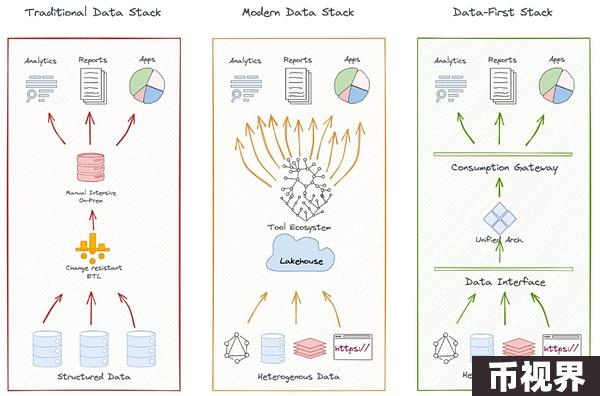 Traditional Data Stack
Analytics
Reports
Apps
Manual Intensive
On-Prem
Change resistant
ETL
Structured Data
Modern Data Stack
Analytics
Reports
Apps
Tool Ecosystem
Lakehouse
https://
Heterogenous Data
Data-First Stack
Analytics
Reports
Apps
Consumption Gateway
Unified Arch.
Data Interface
https://
币视界